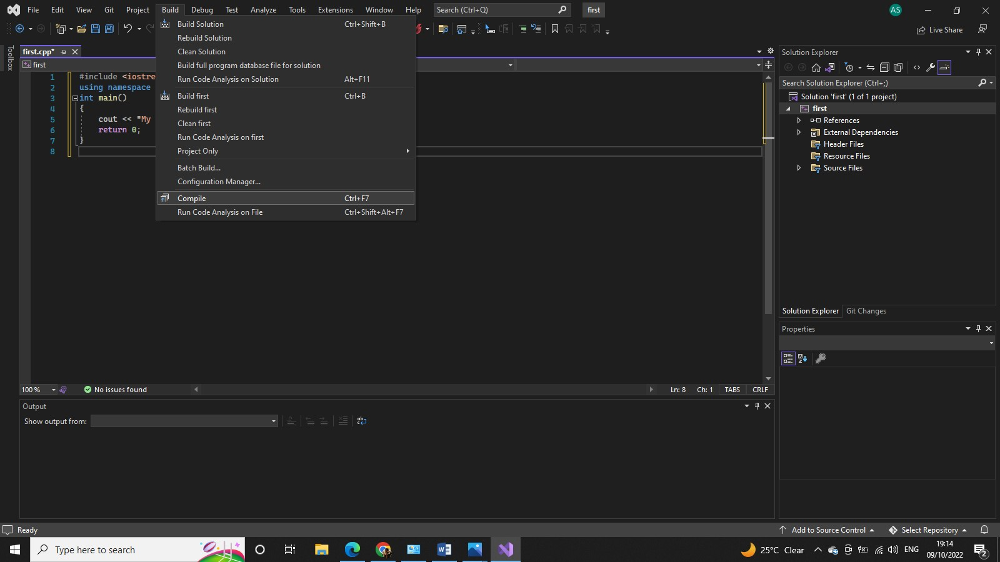 File Edit View Git Project Build Debug Test Analyze Tools Extensions Window Help Search (Ctrl+Q) first AS
Live Share
Toolbox
first.cpp*
first
Build Solution Ctrl+Shift+B
Rebuild Solution
Clean Solution
Build full program database file for solution
Run Code Analysis on Solution Alt+F11
Build first Ctrl+B
Rebuild first
Clean first
Run Code Analysis on first
Project Only
Batch Build...
Configuration Manager...
Compile Ctrl+F7
Run Code Analysis on File Ctrl+Shift+Alt+F7
1 #include <iostre
2 using namespace
3 int main()
4 {
5 cout << "My
6 return 0;
7 }
8
100 % No issues found Ln: 8 Ch: 1 TABS CRLF
Output
Show output from:
Solution Explorer
Search Solution Explorer (Ctrl+;)
Solution 'first' (1 of 1 project)
first
References
External Dependencies
Header Files
Resource Files
Source Files
Solution Explorer Git Changes
Properties
Ready Add to Source Control Select Repository
Type here to search
25°C Clear ENG
19:14
09/10/2022
2